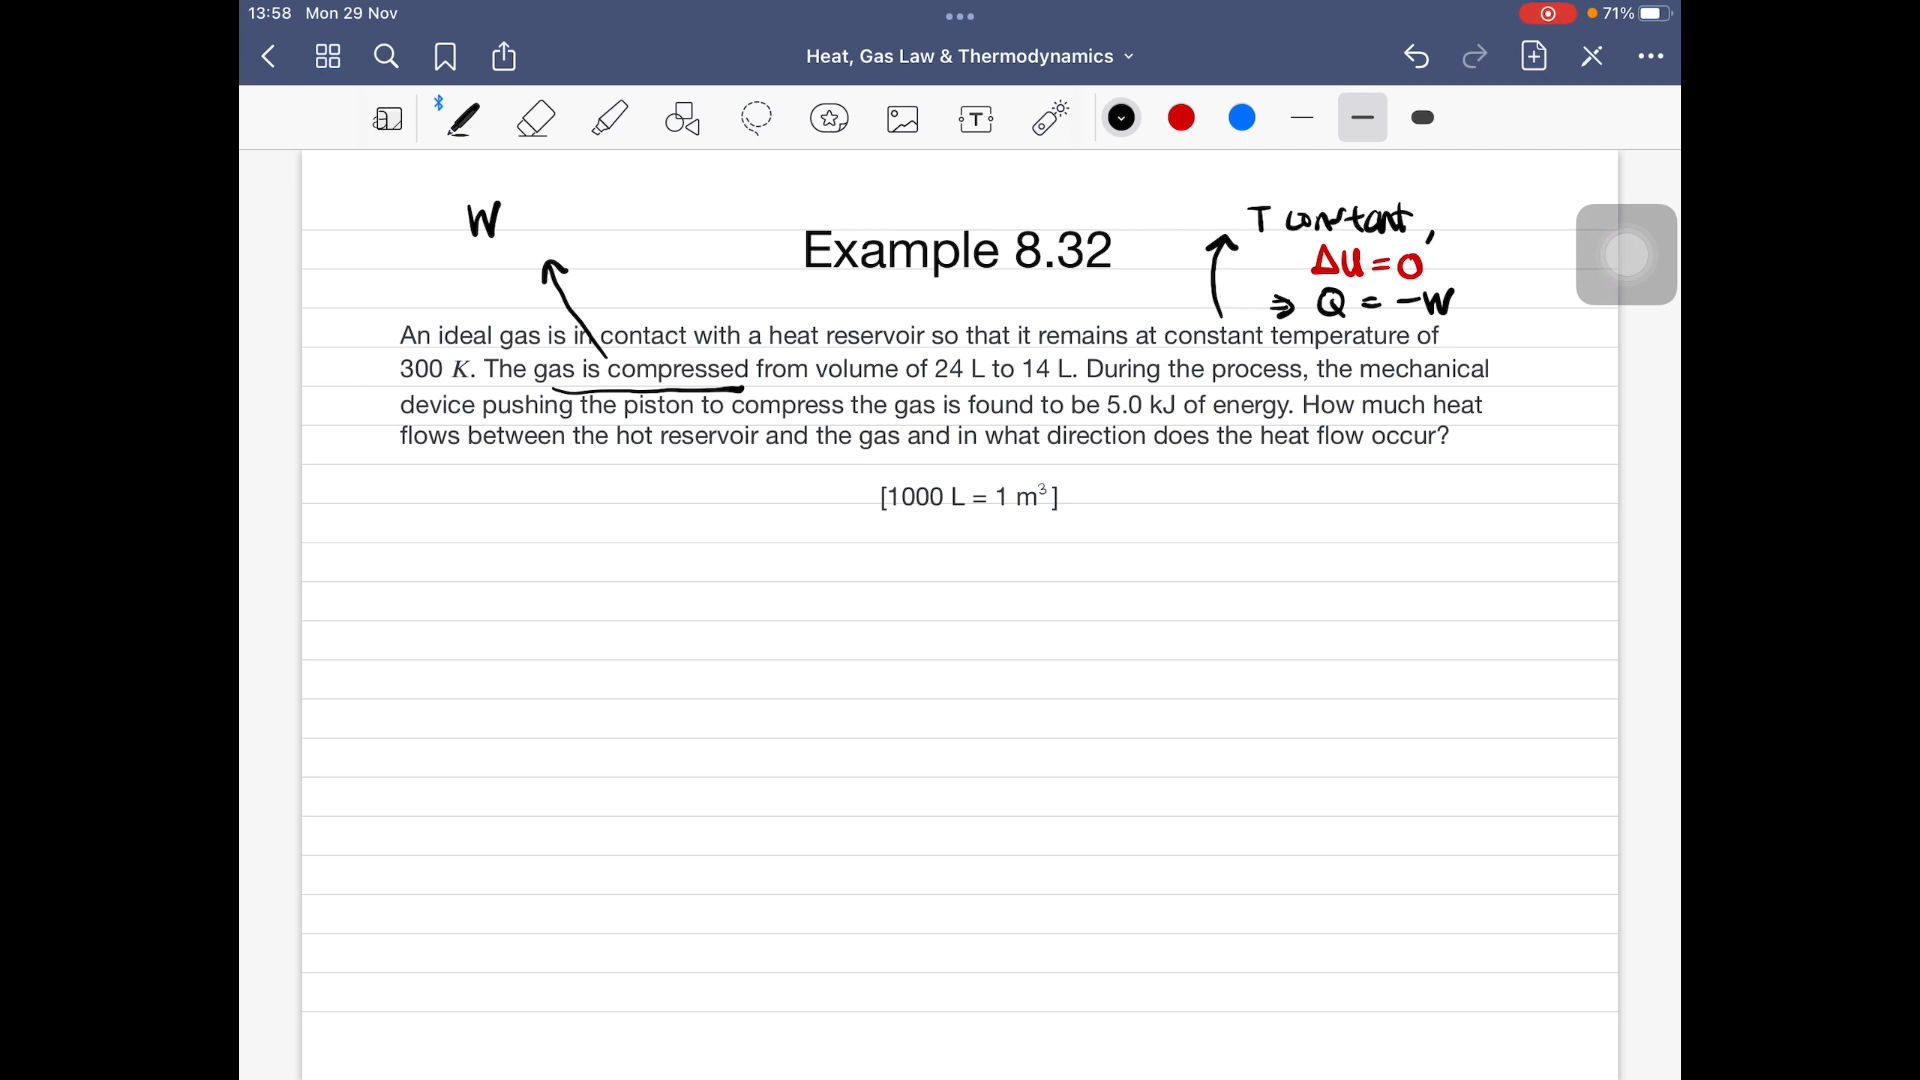 13:58 Mon 29 Nov
71%
Heat, Gas Law & Thermodynamics
T
W
T constant,
Example 8.32
ΔU = 0
⇒ Q = -W
An ideal gas is in contact with a heat reservoir so that it remains at constant temperature of
300 K. The gas is compressed from volume of 24 L to 14 L. During the process, the mechanical
device pushing the piston to compress the gas is found to be 5.0 kJ of energy. How much heat
flows between the hot reservoir and the gas and in what direction does the heat flow occur?
[1000 L = 1 m³]